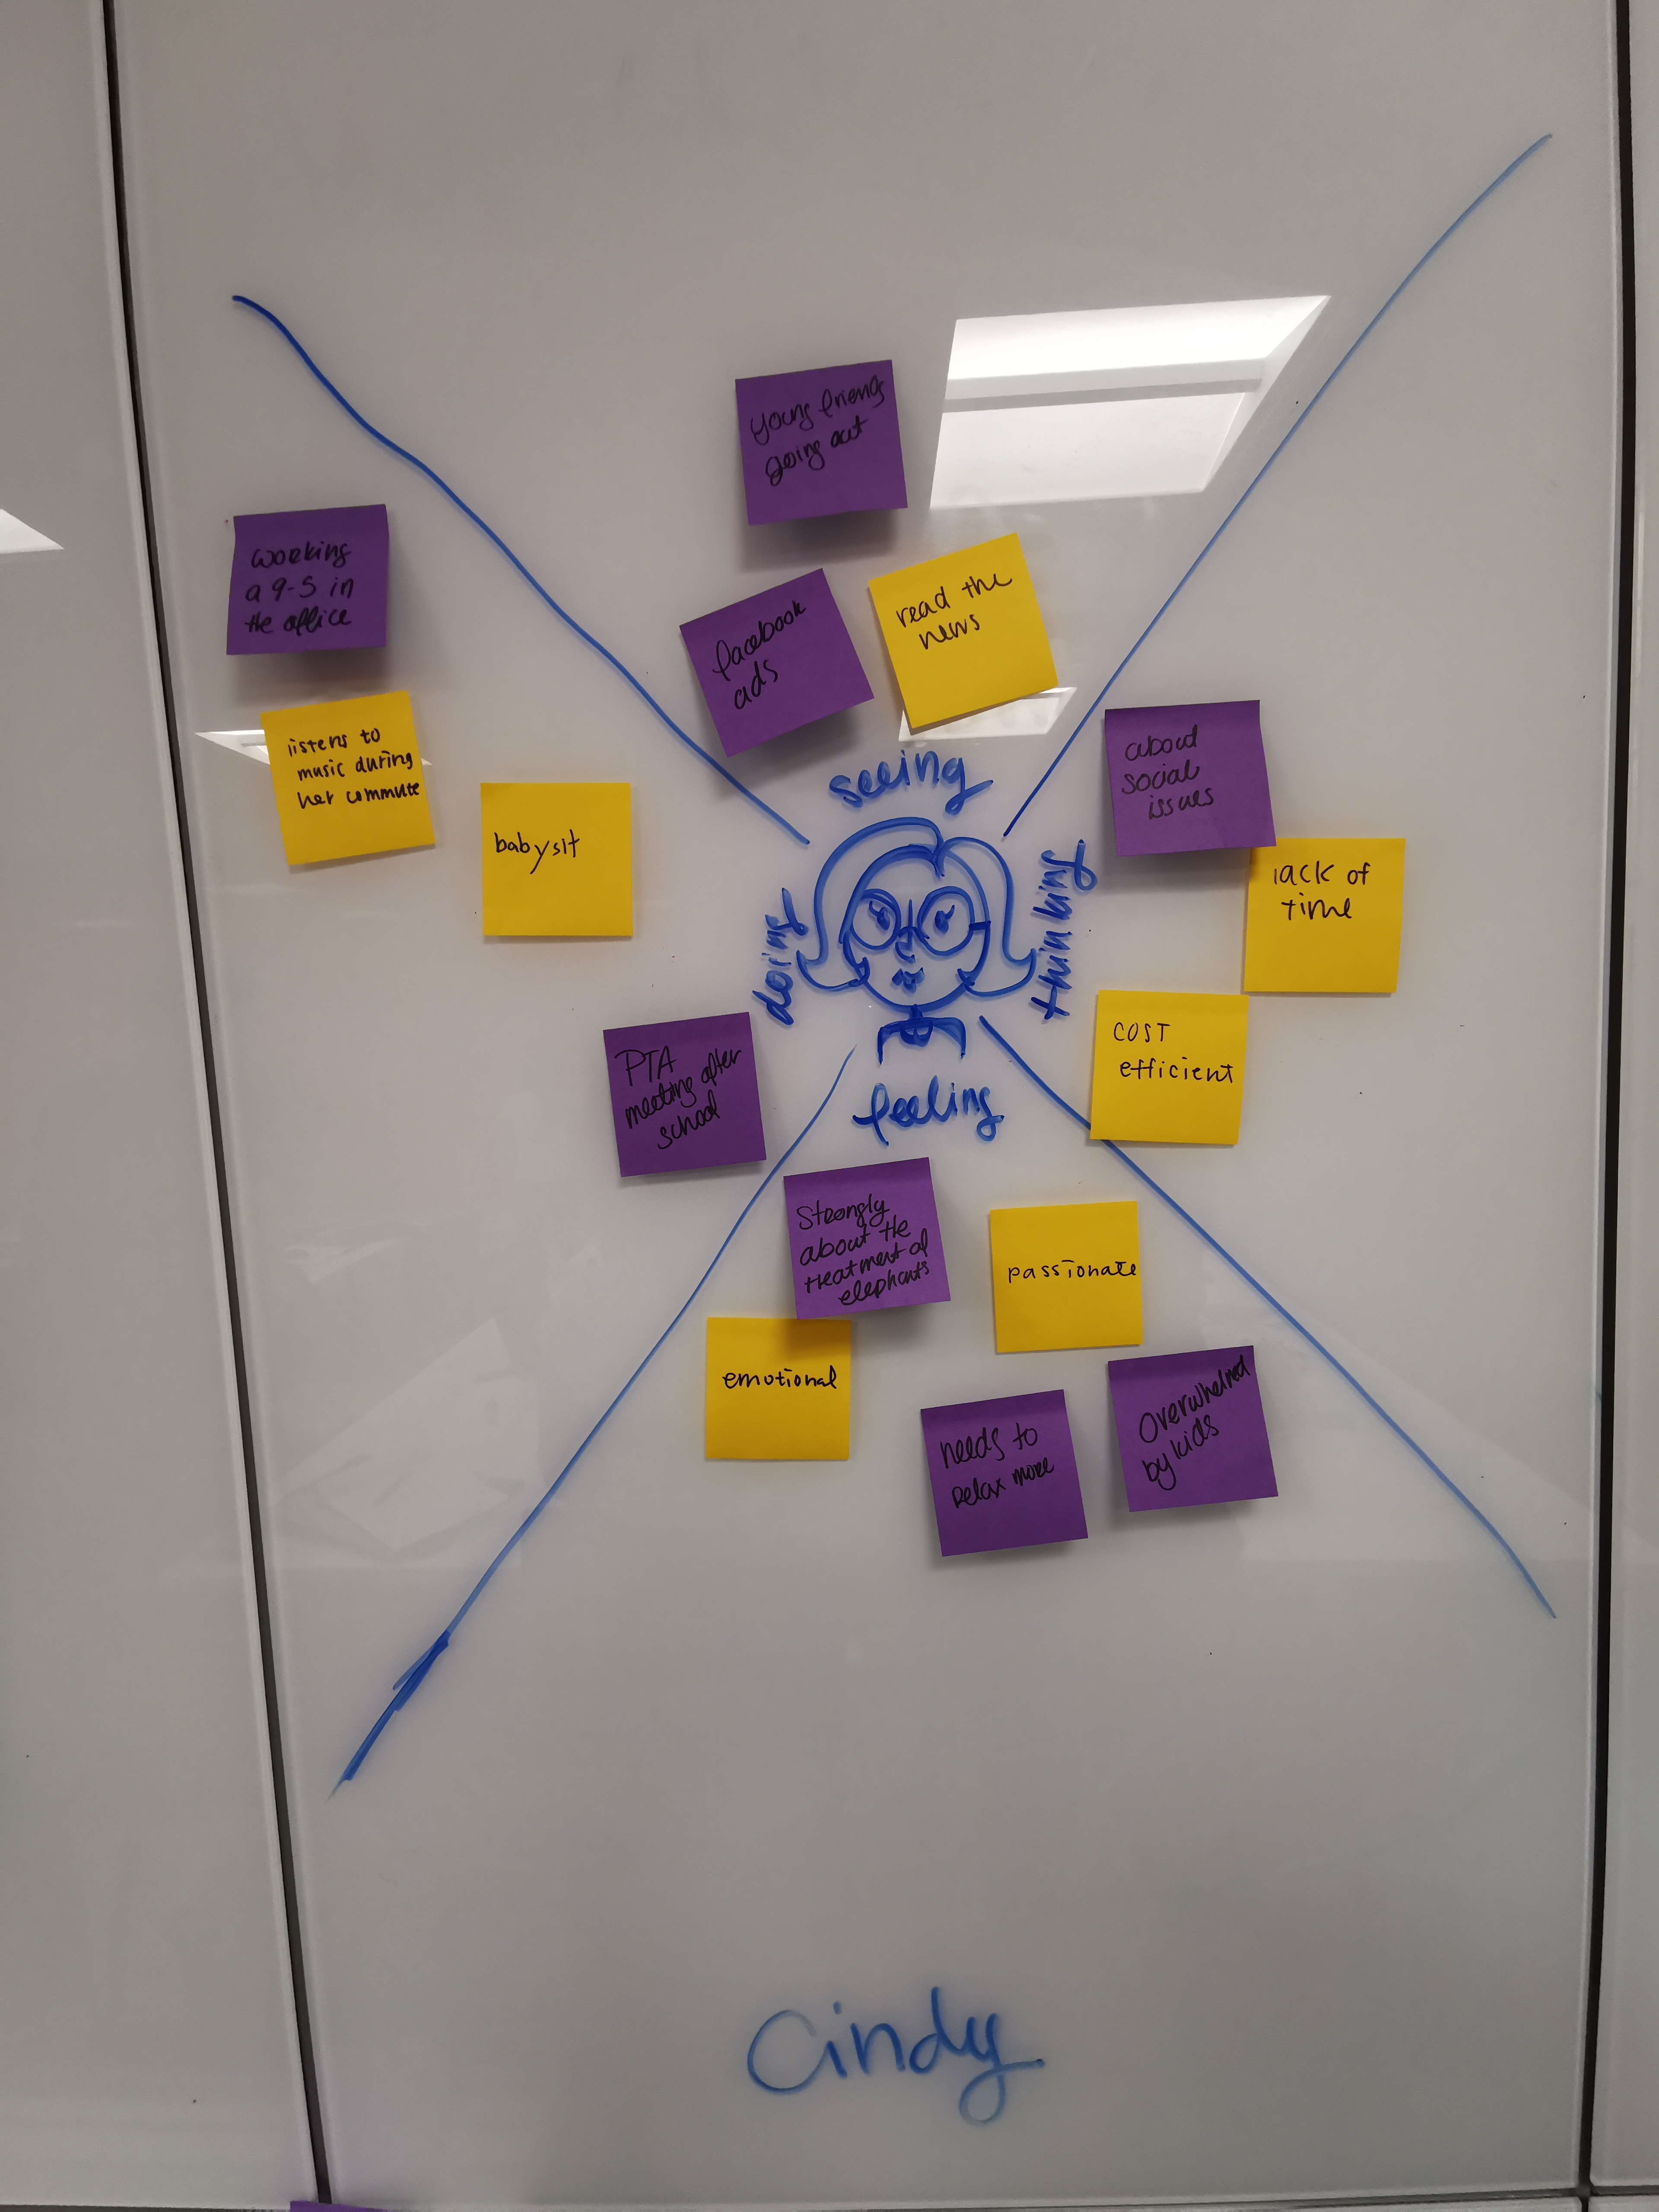 young friends
going out
facebook
ads
read the
news
seeing
working
a 9-5 in
the office
listens to
music during
her commute
babysit
doing
PTA
meeting after
school
thinking
about
social
issues
lack of
time
cost
efficient
feeling
Strongly
about the
treatment of
elephants
passionate
emotional
needs to
relax more
Overwhelmed
by kids
Cindy